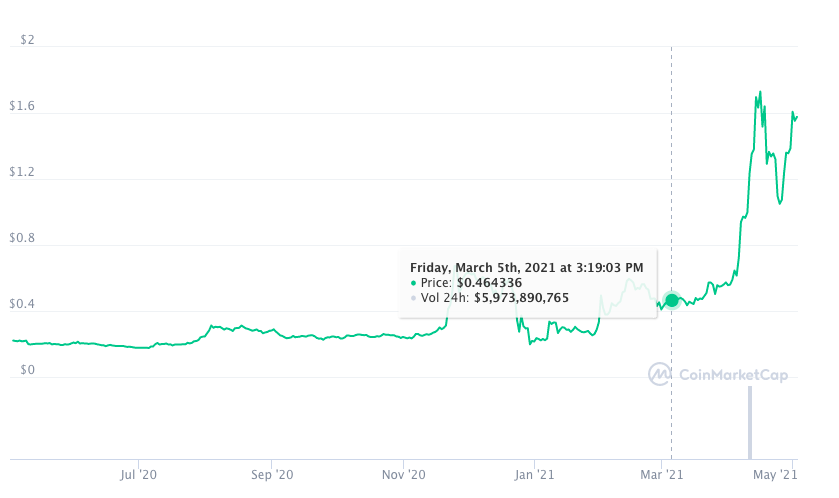 $2
$1.6
$1.2
$0.8
Friday, March 5th, 2021 at 3:19:03 PM
Price: $0.464336
Vol 24h: $5,973,890,765
$0.4
$0
CoinMarketCap
Jul '20 Sep '20 Nov '20 Jan '21 Mar '21 May '21